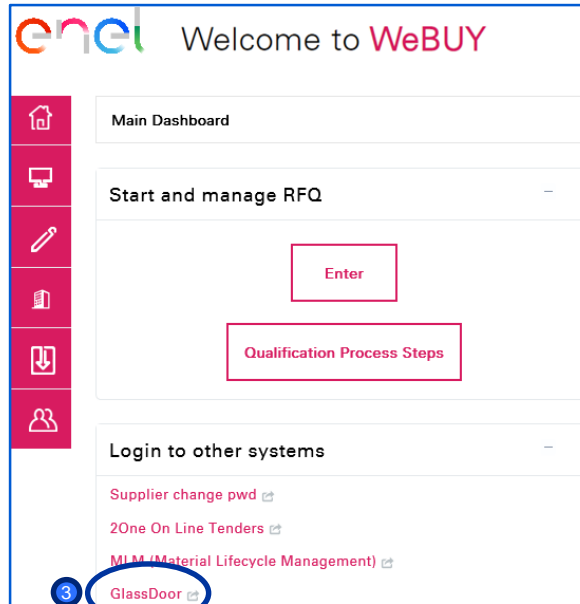 enel Welcome to WeBUY
Main Dashboard
Start and manage RFQ
Enter
Qualification Process Steps
Login to other systems
Supplier change pwd
2One On Line Tenders
MLM (Material Lifecycle Management)
3 GlassDoor